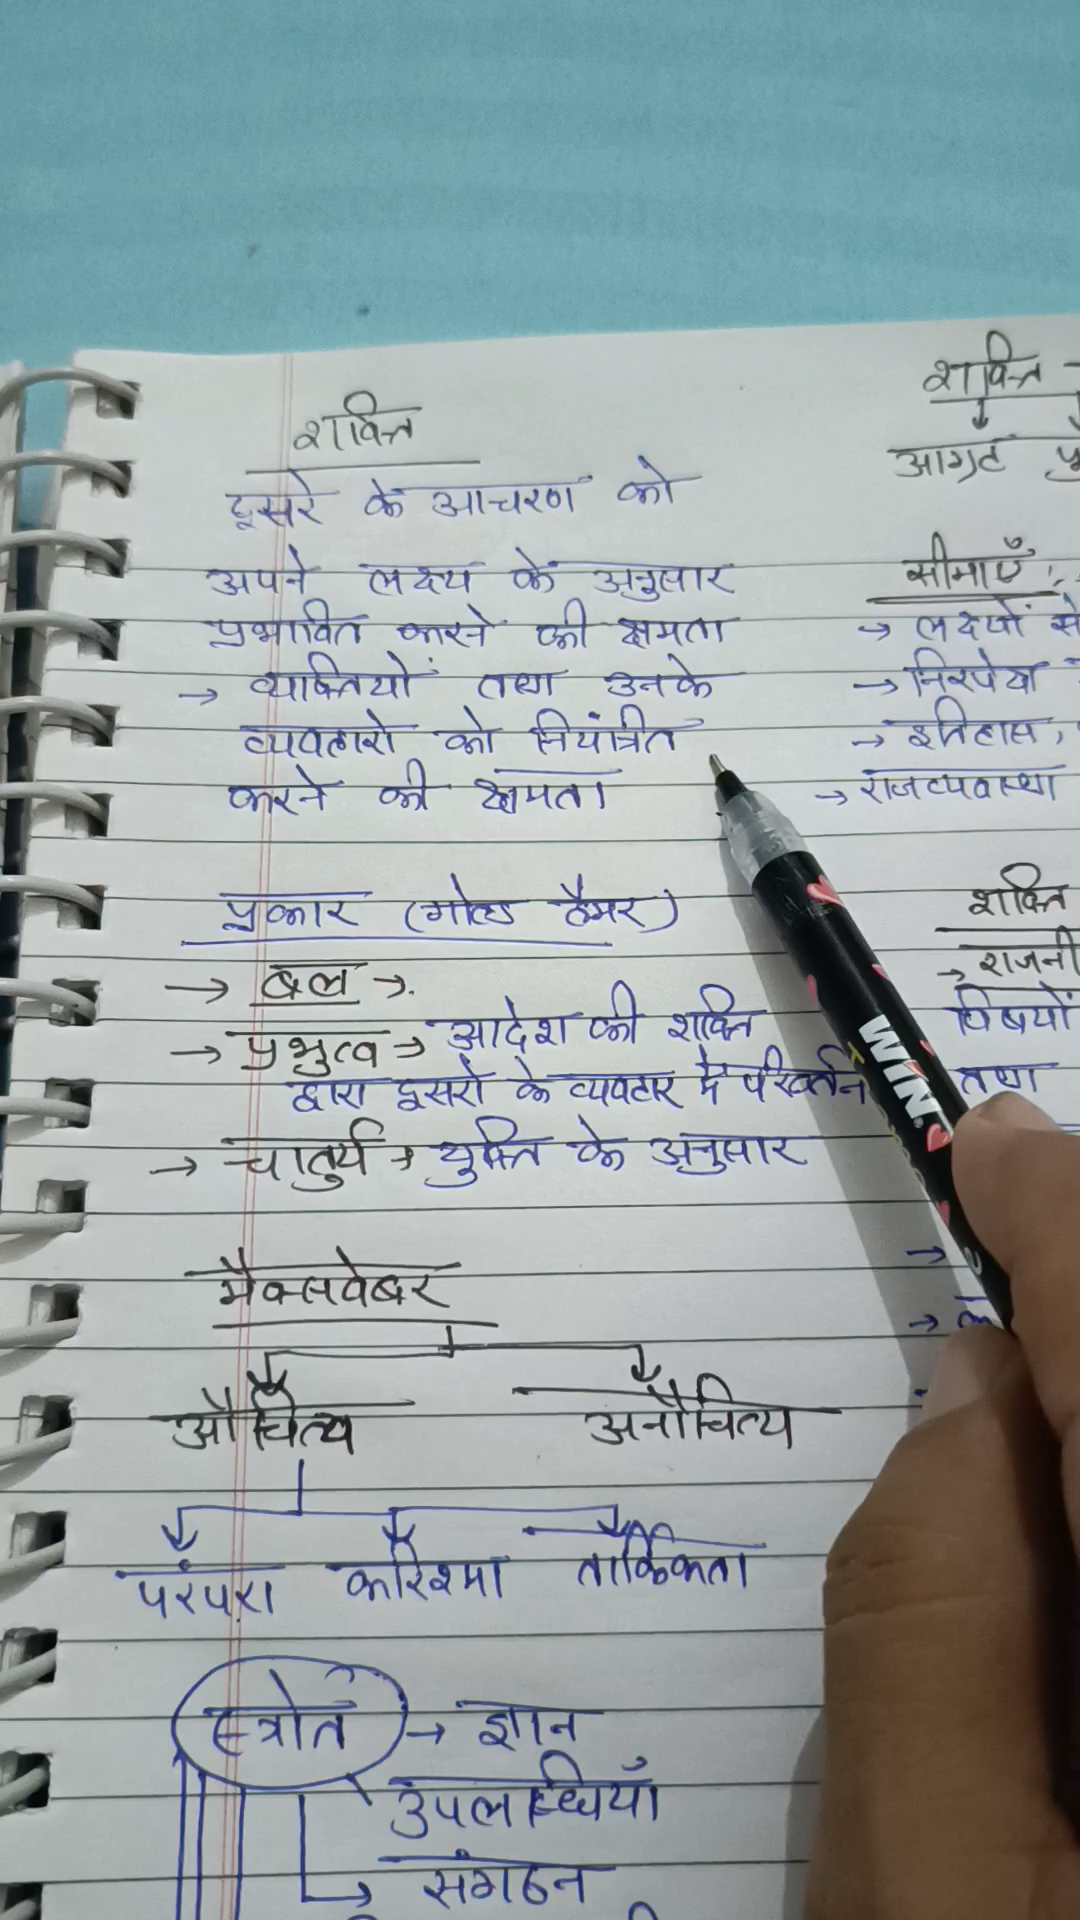 शक्ति
दूसरे के आचरण को
अपने लक्ष्य के अनुसार
प्रभावित करने की क्षमता
→ व्यक्तियों तथा उनके
व्यवहारो को नियंत्रित
करने की क्षमता
प्रकार (गोल्ड हैमर)
→ बल →.
→ प्रभुत्व → आदेश की शक्ति
द्वारा दूसरो के व्यवहार में परिवर्तन
→ चातुर्य → युक्ति के अनुसार
मैक्सवेबर
औचित्य अनौचित्य
परंपरा करिश्मा तार्किकता
स्त्रोत → ज्ञान
उपलब्धियाँ
संगठन
शक्ति -
आग्रह
सीमाएँ :
→ लक्ष्यों से
→ निरपेक्ष
→ इतिहास,
→ राजव्यवस्था
शक्ति
→ राजनी
विषयों
तथा
WIN